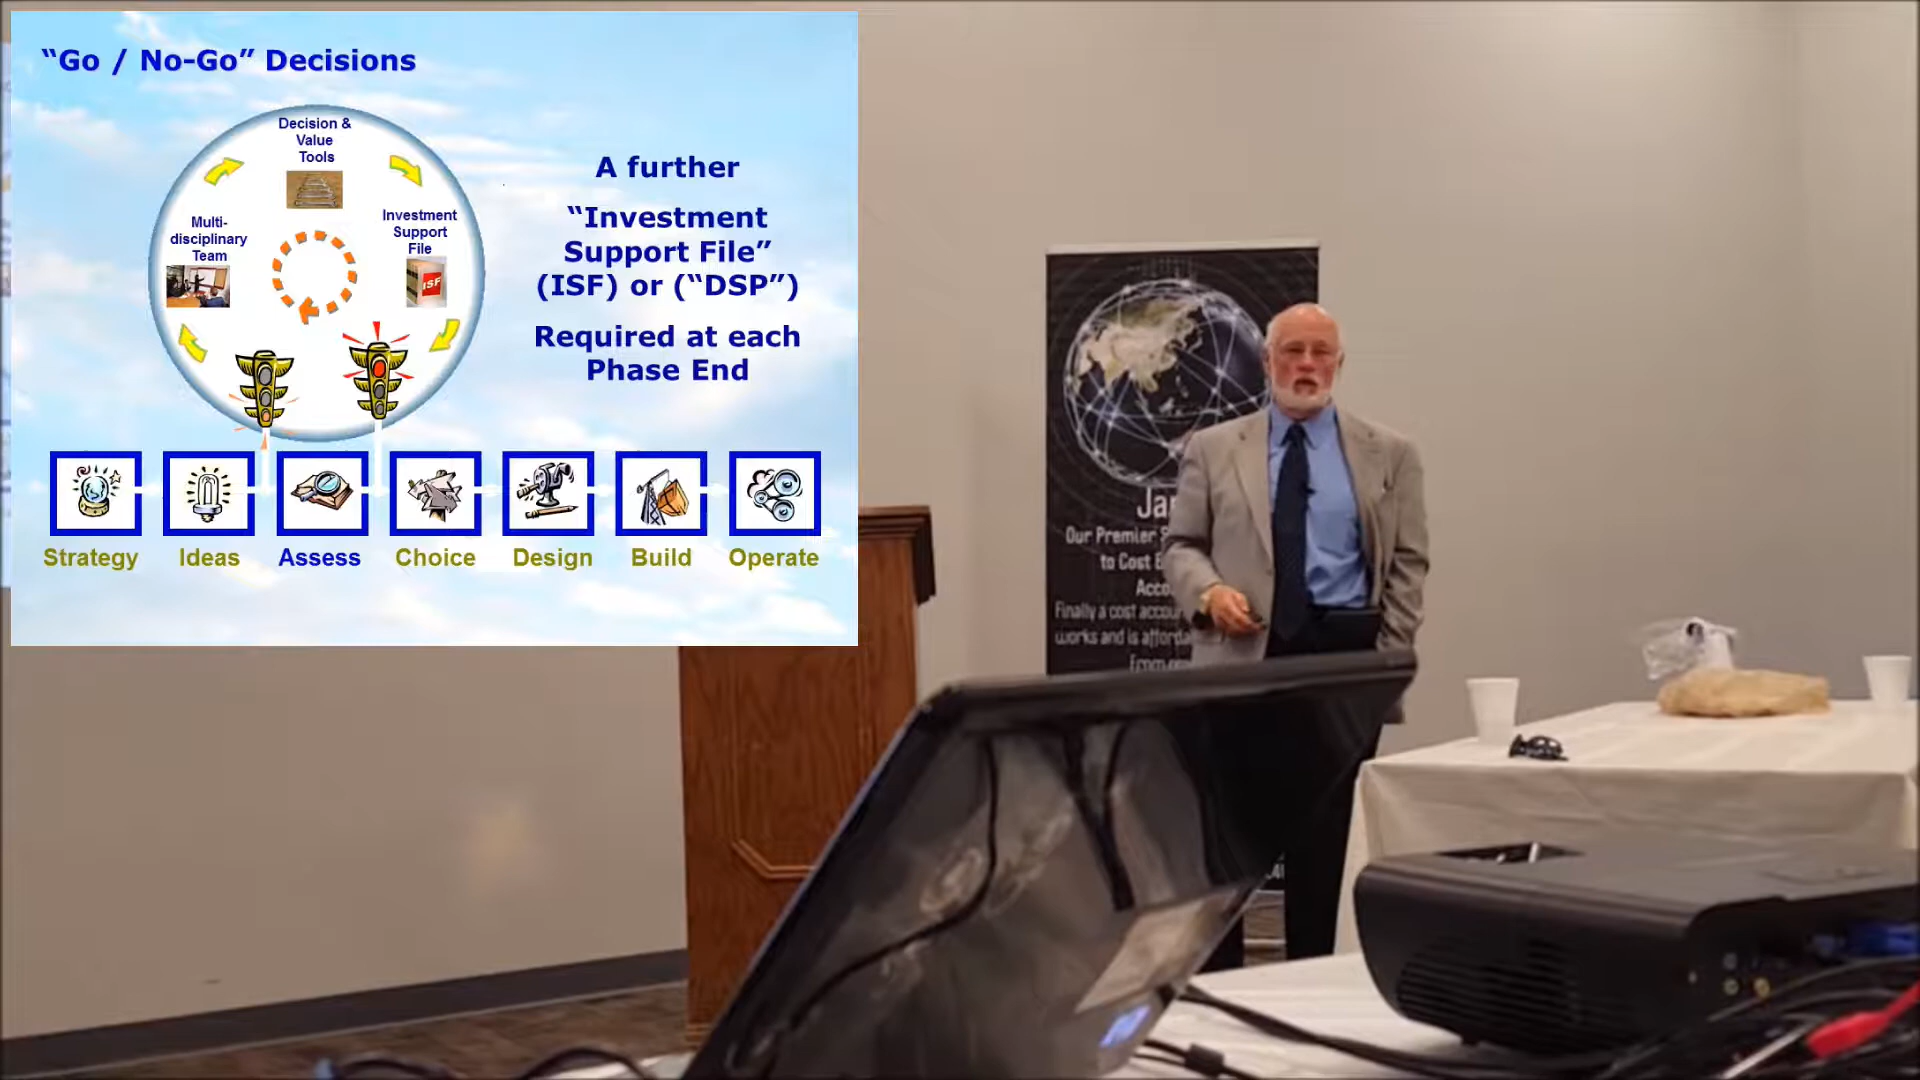 “Go / No-Go” Decisions
Decision &
Value
Tools
Multi-
disciplinary
Team
Investment
Support
File
ISF
A further
“Investment
Support File”
(ISF) or (“DSP”)
Required at each
Phase End
Strategy
Ideas
Assess
Choice
Design
Build
Operate
Our Premier
to Cost
Finally a cost
works and is
From